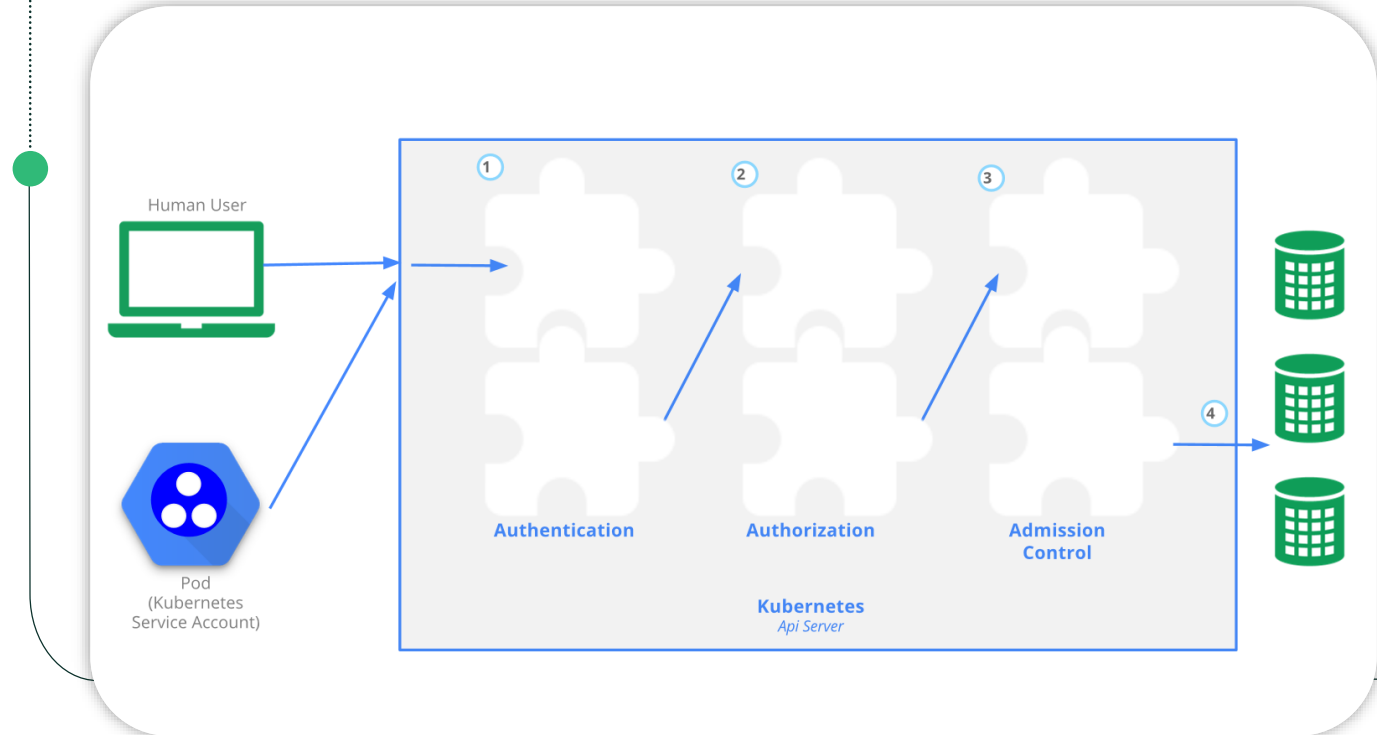 Human User
Pod
(Kubernetes
Service Account)
1
2
3
4
Authentication
Authorization
Admission
Control
Kubernetes
Api Server